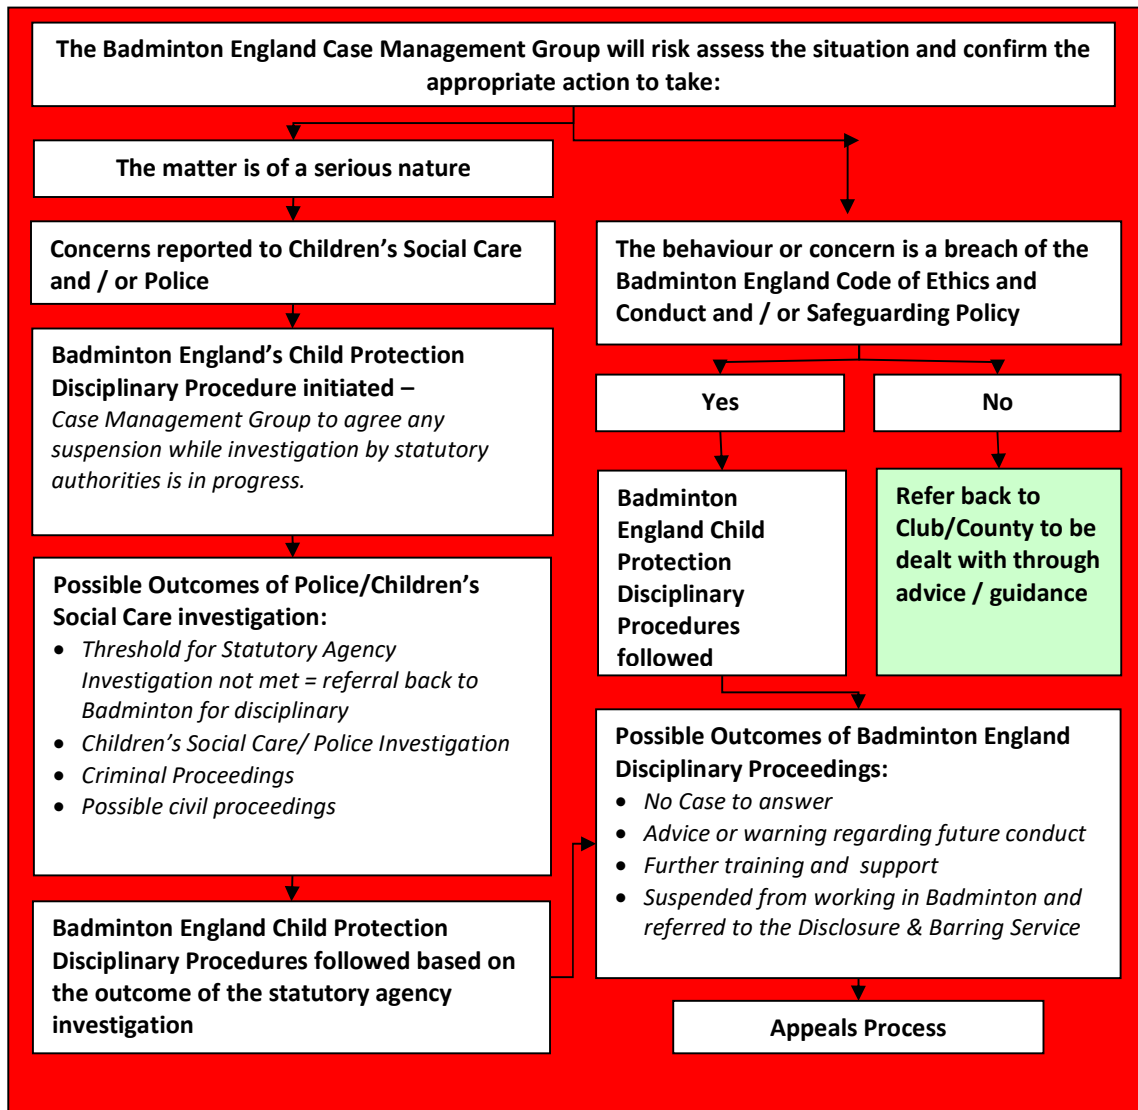 The Badminton England Case Management Group will risk assess the situation and confirm the
appropriate action to take:
The matter is of a serious nature
Concerns reported to Children’s Social Care
and / or Police
Badminton England’s Child Protection
Disciplinary Procedure initiated –
Case Management Group to agree any
suspension while investigation by statutory
authorities is in progress.
Possible Outcomes of Police/Children’s
Social Care investigation:
• Threshold for Statutory Agency
Investigation not met = referral back to
Badminton for disciplinary
• Children’s Social Care/ Police Investigation
• Criminal Proceedings
• Possible civil proceedings
Badminton England Child Protection
Disciplinary Procedures followed based on
the outcome of the statutory agency
investigation
The behaviour or concern is a breach of the
Badminton England Code of Ethics and
Conduct and / or Safeguarding Policy
Yes
No
Badminton
England Child
Protection
Disciplinary
Procedures
followed
Refer back to
Club/County to be
dealt with through
advice / guidance
Possible Outcomes of Badminton England
Disciplinary Proceedings:
• No Case to answer
• Advice or warning regarding future conduct
• Further training and  support
• Suspended from working in Badminton and
referred to the Disclosure & Barring Service
Appeals Process